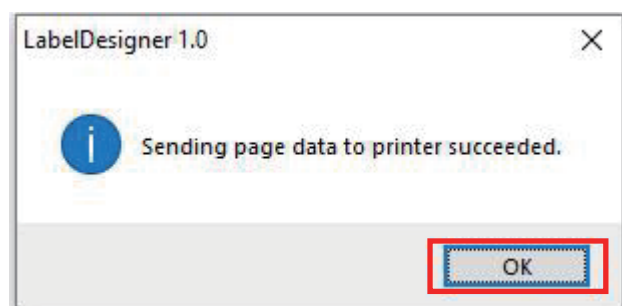 LabelDesigner 1.0
Sending page data to printer succeeded.
OK